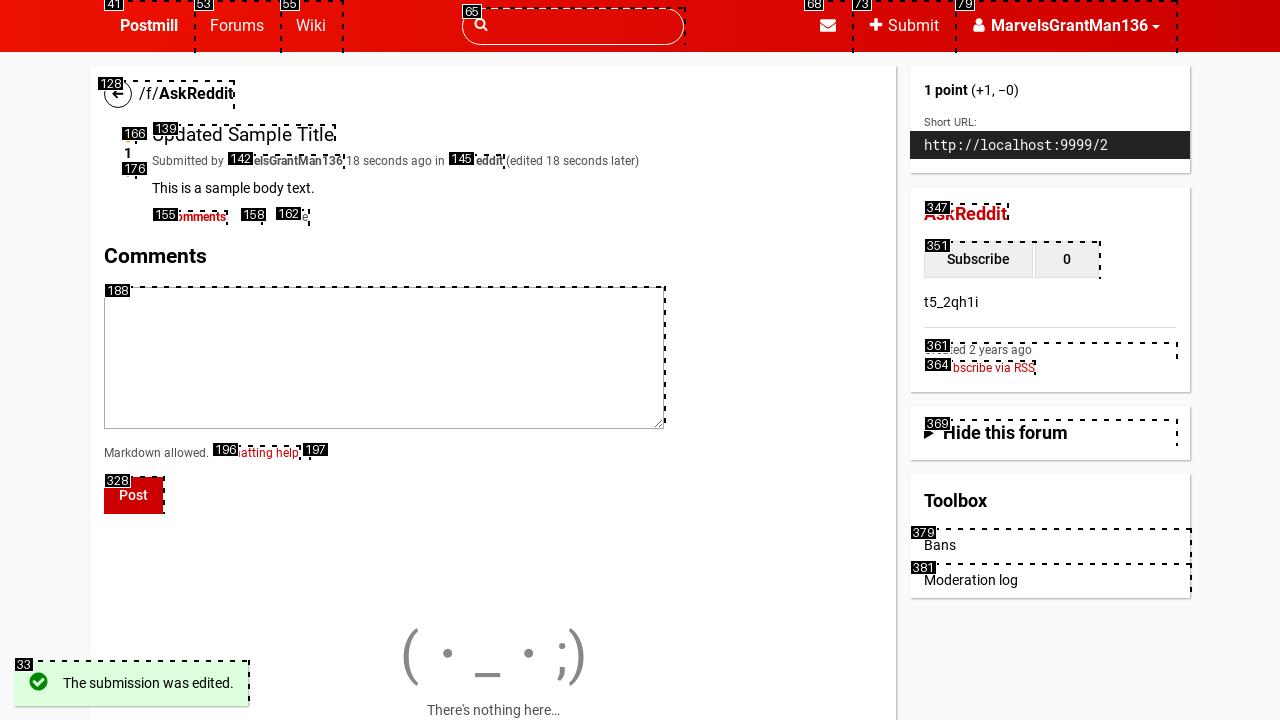 41 53 55 65 68 73 79
Postmill Forums Wiki Submit MarvelsGrantMan136
128 /f/AskReddit
166 139 Updated Sample Title
1
176 Submitted by 142 elsGrantMan136 18 seconds ago in 145 reddit (edited 18 seconds later)
This is a sample body text.
155 omments 158 162 e
Comments
188
Markdown allowed. 196 atting help 197
328
Post
( · _ · ;)
There's nothing here…
33
The submission was edited.
1 point (+1, −0)
Short URL:
http://localhost:9999/2
347 AskReddit
351
Subscribe 0
t5_2qh1i
361 Created 2 years ago
364 bscribe via RSS
369
Hide this forum
Toolbox
379
Bans
381
Moderation log